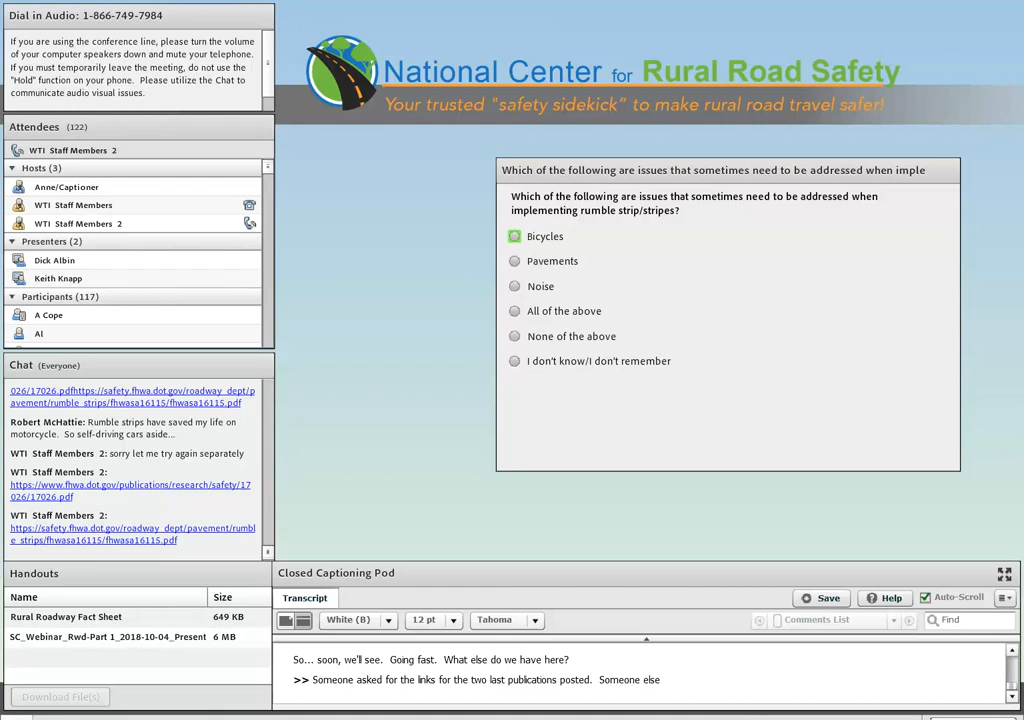 Dial in Audio: 1-866-749-7984
If you are using the conference line, please turn the volume
of your computer speakers down and mute your telephone.
If you must temporarily leave the meeting, do not use the
"Hold" function on your phone.  Please utilize the Chat to
communicate audio visual issues.
National Center for Rural Road Safety
Your trusted "safety sidekick" to make rural road travel safer!
Attendees (122)
WTI Staff Members 2
Hosts (3)
Anne/Captioner
WTI Staff Members
WTI Staff Members 2
Presenters (2)
Dick Albin
Keith Knapp
Participants (117)
A Cope
Al
Which of the following are issues that sometimes need to be addressed when imple
Which of the following are issues that sometimes need to be addressed when
implementing rumble strip/stripes?
Bicycles
Pavements
Noise
All of the above
None of the above
I don't know/I don't remember
Chat (Everyone)
026/17026.pdfhttps://safety.fhwa.dot.gov/roadway_dept/p
avement/rumble_strips/fhwasa16115/fhwasa16115.pdf
Robert McHattie: Rumble strips have saved my life on
motorcycle.  So self-driving cars aside...
WTI Staff Members 2: sorry let me try again separately
WTI Staff Members 2:
https://www.fhwa.dot.gov/publications/research/safety/17
026/17026.pdf
WTI Staff Members 2:
https://safety.fhwa.dot.gov/roadway_dept/pavement/rumbl
e_strips/fhwasa16115/fhwasa16115.pdf
Handouts
Name Size
Rural Roadway Fact Sheet 649 KB
SC_Webinar_Rwd-Part 1_2018-10-04_Present 6 MB
Download File(s)
Closed Captioning Pod
Transcript
Save Help Auto-Scroll
White (B) 12 pt Tahoma Comments List Find
So... soon, we'll see.  Going fast.  What else do we have here?
>> Someone asked for the links for the two last publications posted.  Someone else